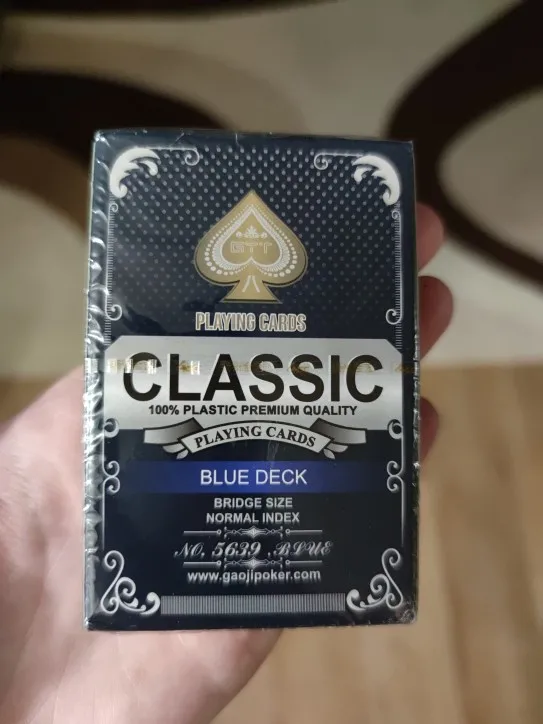 GTT
PLAYING CARDS
CLASSIC
100% PLASTIC PREMIUM QUALITY
PLAYING CARDS
BLUE DECK
BRIDGE SIZE
NORMAL INDEX
NO. 5639 BLUE
www.gaojipoker.com